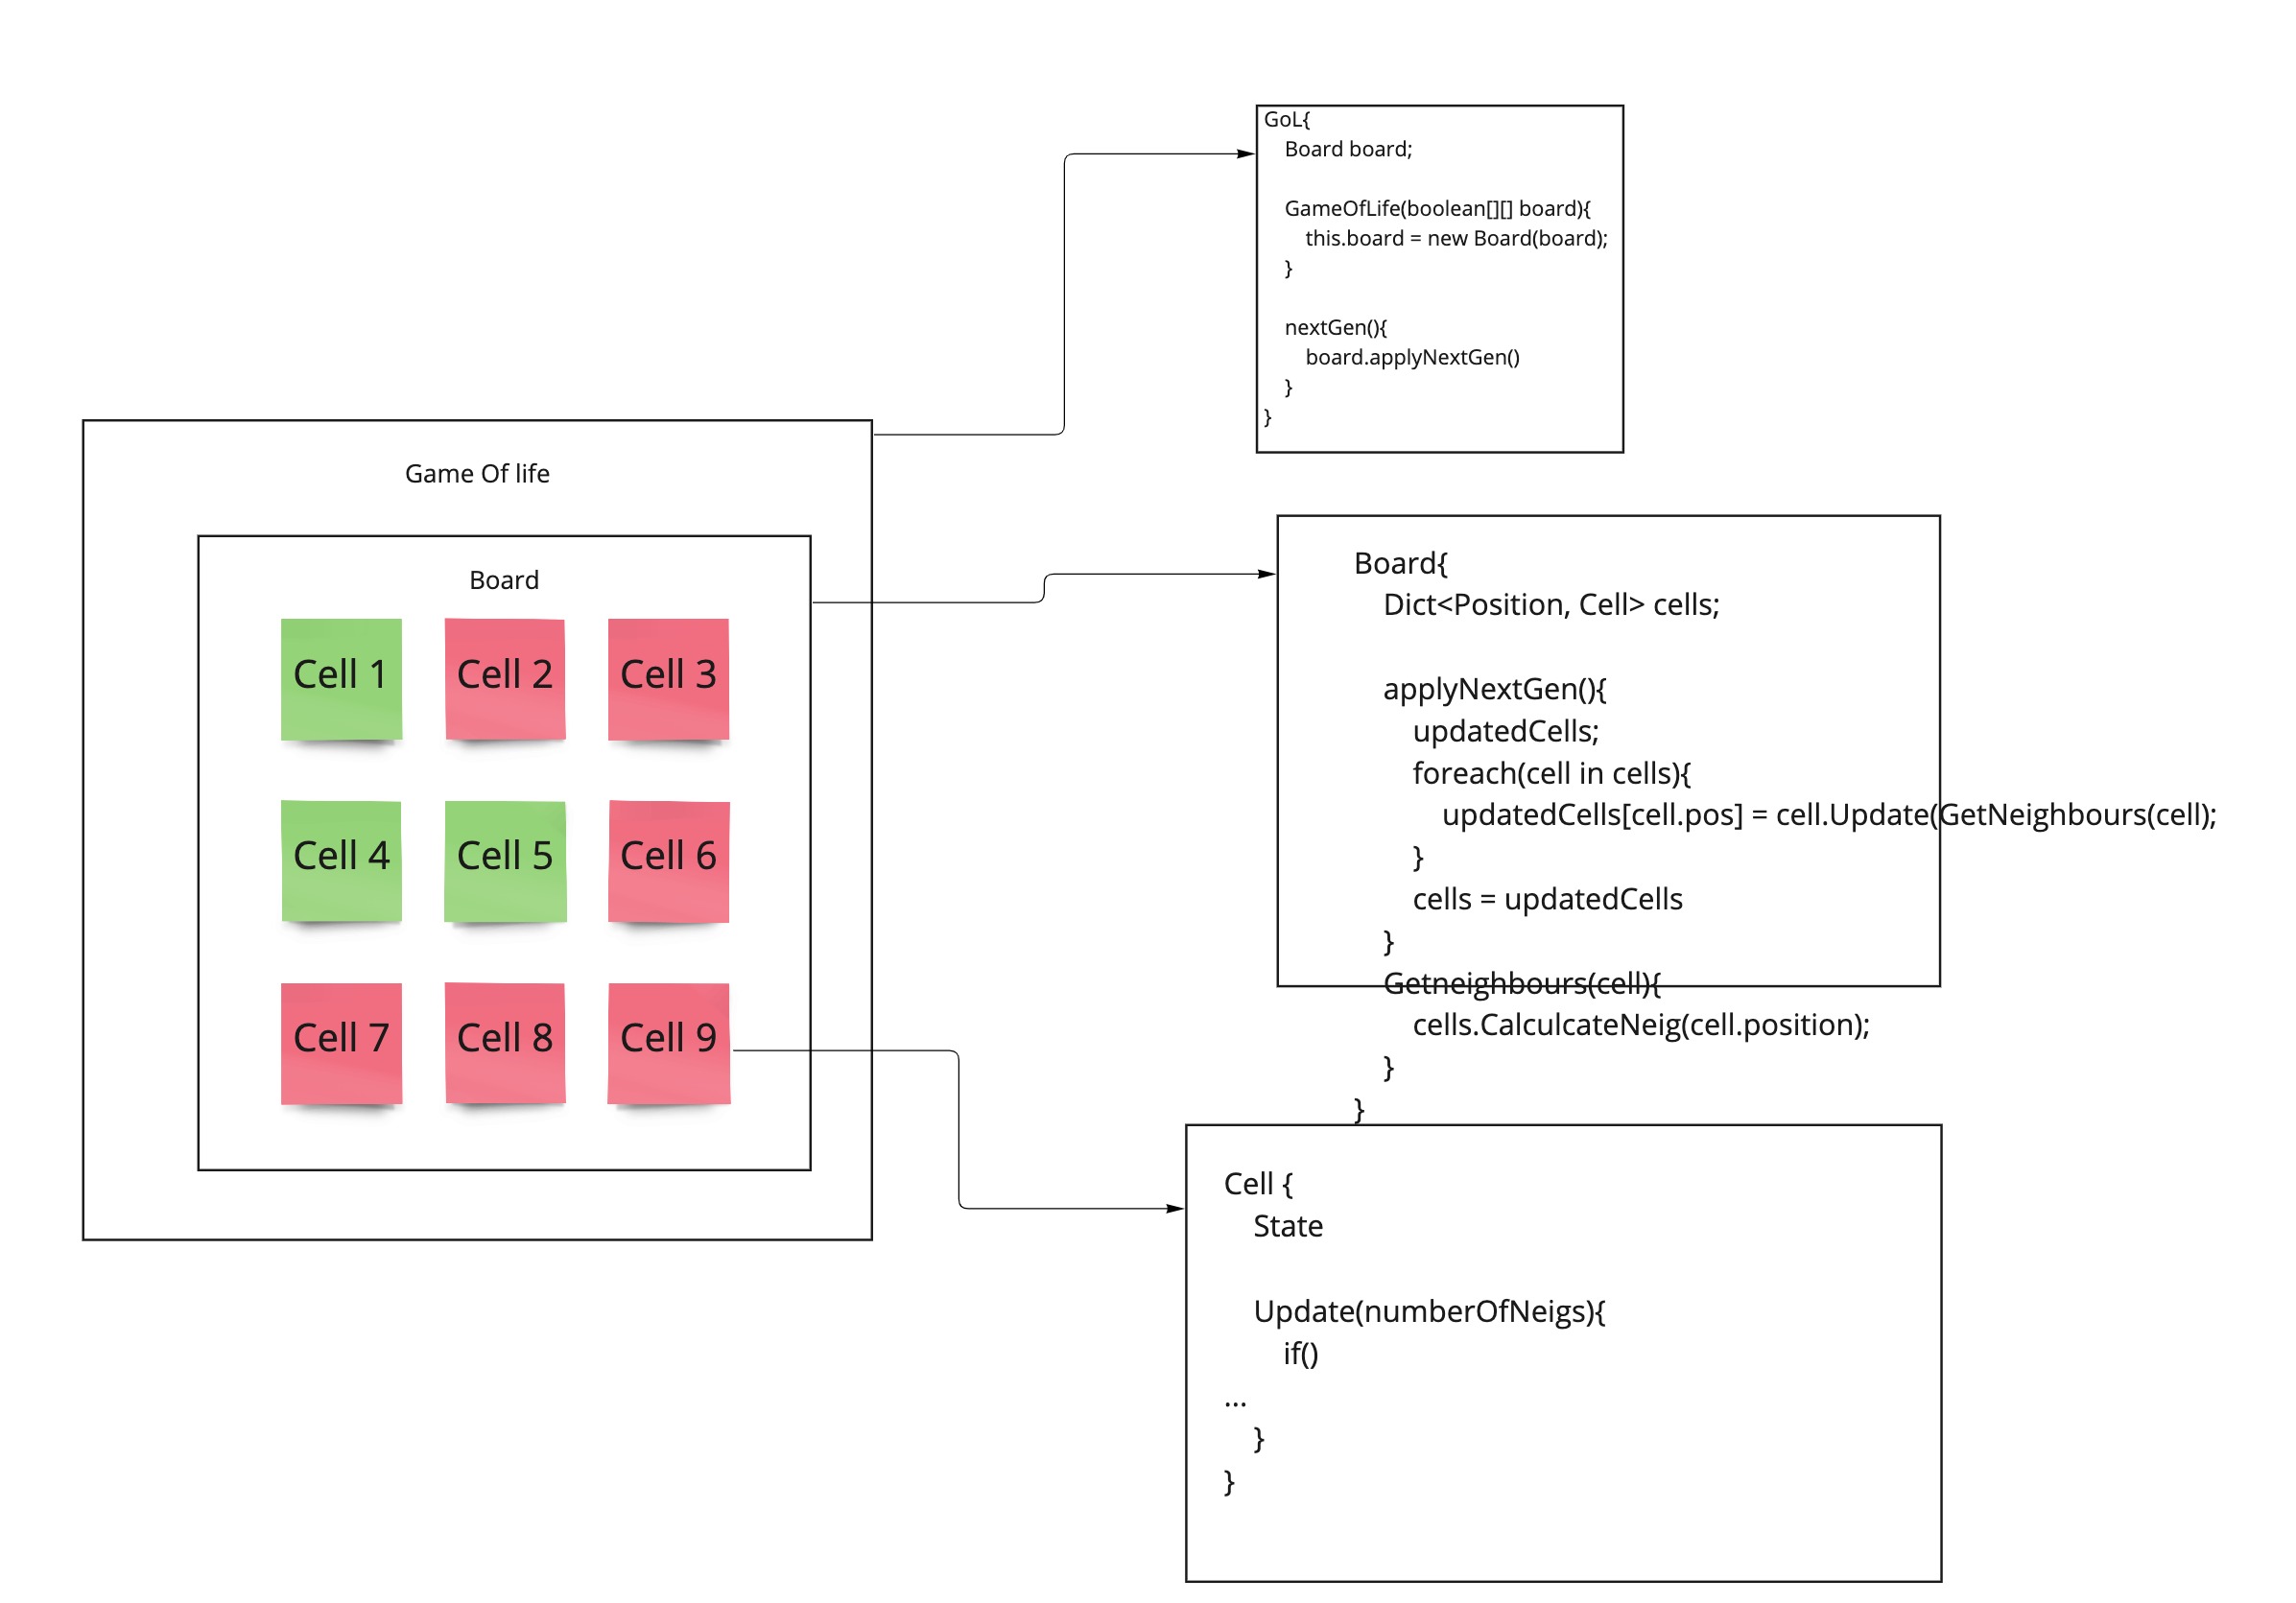 GoL{
Board board;
GameOfLife(boolean[][] board){
this.board = new Board(board);
}
nextGen(){
board.applyNextGen()
}
}
Game Of life
Board
Cell 1 Cell 2 Cell 3
Cell 4 Cell 5 Cell 6
Cell 7 Cell 8 Cell 9
Board{
Dict<Position, Cell> cells;
applyNextGen(){
updatedCells;
foreach(cell in cells){
updatedCells[cell.pos] = cell.Update(GetNeighbours(cell);
}
cells = updatedCells
}
Getneighbours(cell){
cells.CalculcateNeig(cell.position);
}
}
Cell {
State
Update(numberOfNeigs){
if()
...
}
}